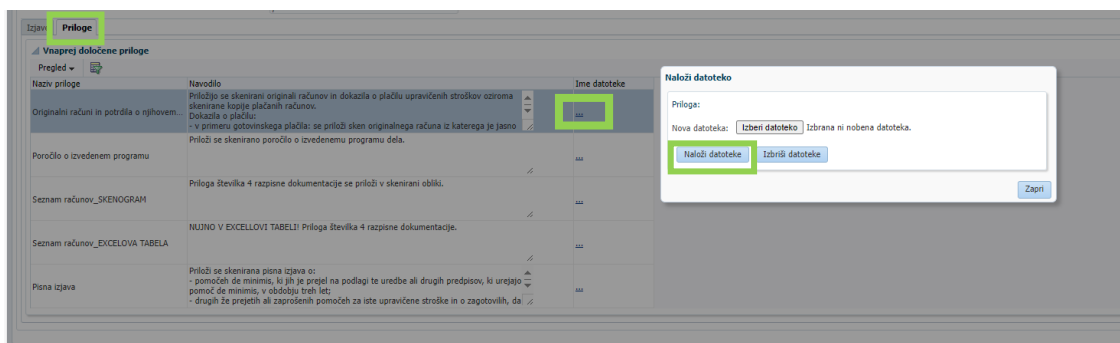 Izjave Priloge
Vnaprej določene priloge
Pregled
Naziv priloge Navodilo Ime datoteke
Originalni računi in potrdila o njihovem... Priložijo se skenirani originali računov in dokazila o plačilu upravičenih stroškov oziroma
skenirane kopije plačanih računov.
Dokazila o plačilu:
- v primeru gotovinskega plačila: se priloži sken originalnega računa iz katerega je jasno
...
Poročilo o izvedenem programu Priloži se skenirano poročilo o izvedenemu programu dela.
...
Seznam računov_SKENOGRAM Priloga številka 4 razpisne dokumentacije se priloži v skenirani obliki.
...
Seznam računov_EXCELOVA TABELA NUJNO V EXCELLOVI TABELI! Priloga številka 4 razpisne dokumentacije.
...
Pisna izjava Priloži se skenirana pisna izjava o:
- pomočeh de minimis, ki jih je prejel na podlagi te uredbe ali drugih predpisov, ki urejajo
pomoč de minimis, v obdobju treh let;
- drugih že prejetih ali zaprošenih pomočeh za iste upravičene stroške in o zagotovilih, da
...
Naloži datoteko
Priloga:
Nova datoteka: Izberi datoteko Izbrana ni nobena datoteka.
Naloži datoteke Izbriši datoteke
Zapri